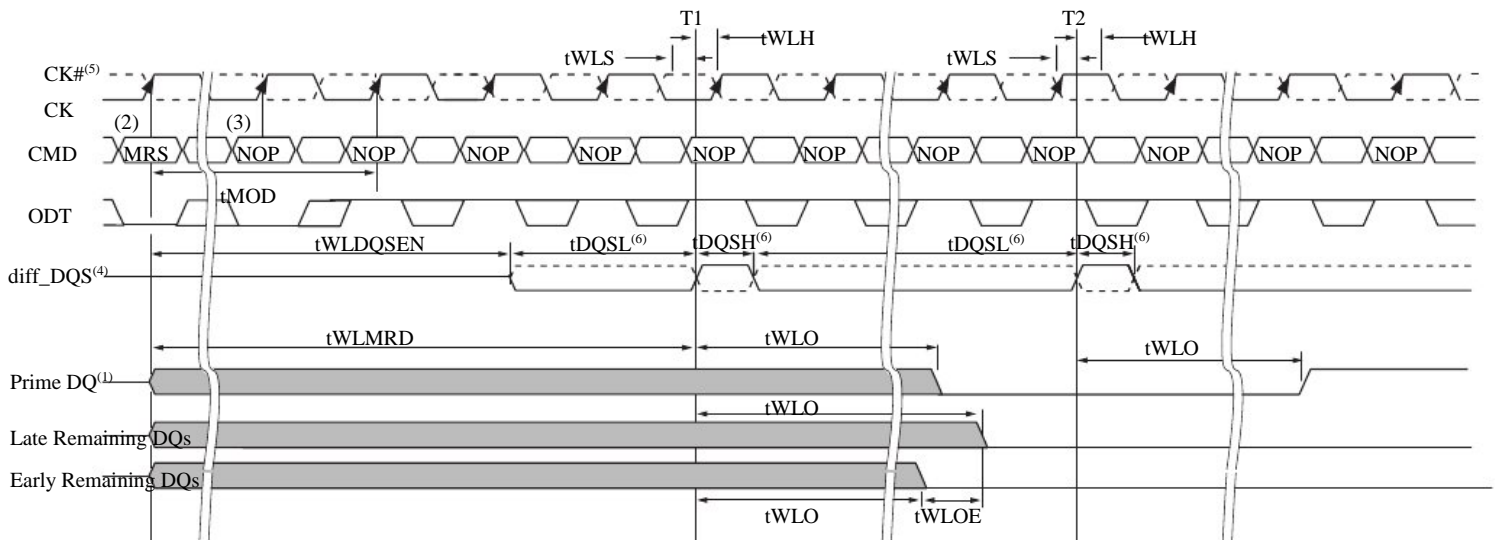 T1 T2
tWLH tWLH
tWLS tWLS
CK#(5)
CK
(2) (3)
CMD MRS NOP NOP NOP NOP NOP NOP NOP NOP NOP NOP NOP
tMOD
ODT
tWLDQSEN tDQSL(6) tDQSH(6) tDQSL(6) tDQSH(6)
diff_DQS(4)
tWLMRD tWLO tWLO
Prime DQ(1)
tWLO
Late Remaining DQs
Early Remaining DQs
tWLO tWLOE